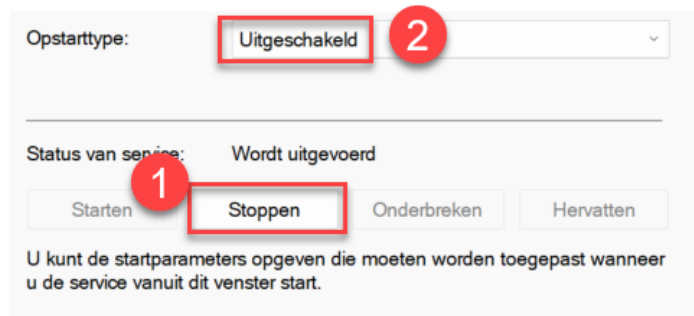 Opstarttype: Uitgeschakeld 2
Status van service: Wordt uitgevoerd
1
Starten Stoppen Onderbreken Hervatten
U kunt de startparameters opgeven die moeten worden toegepast wanneer
u de service vanuit dit venster start.